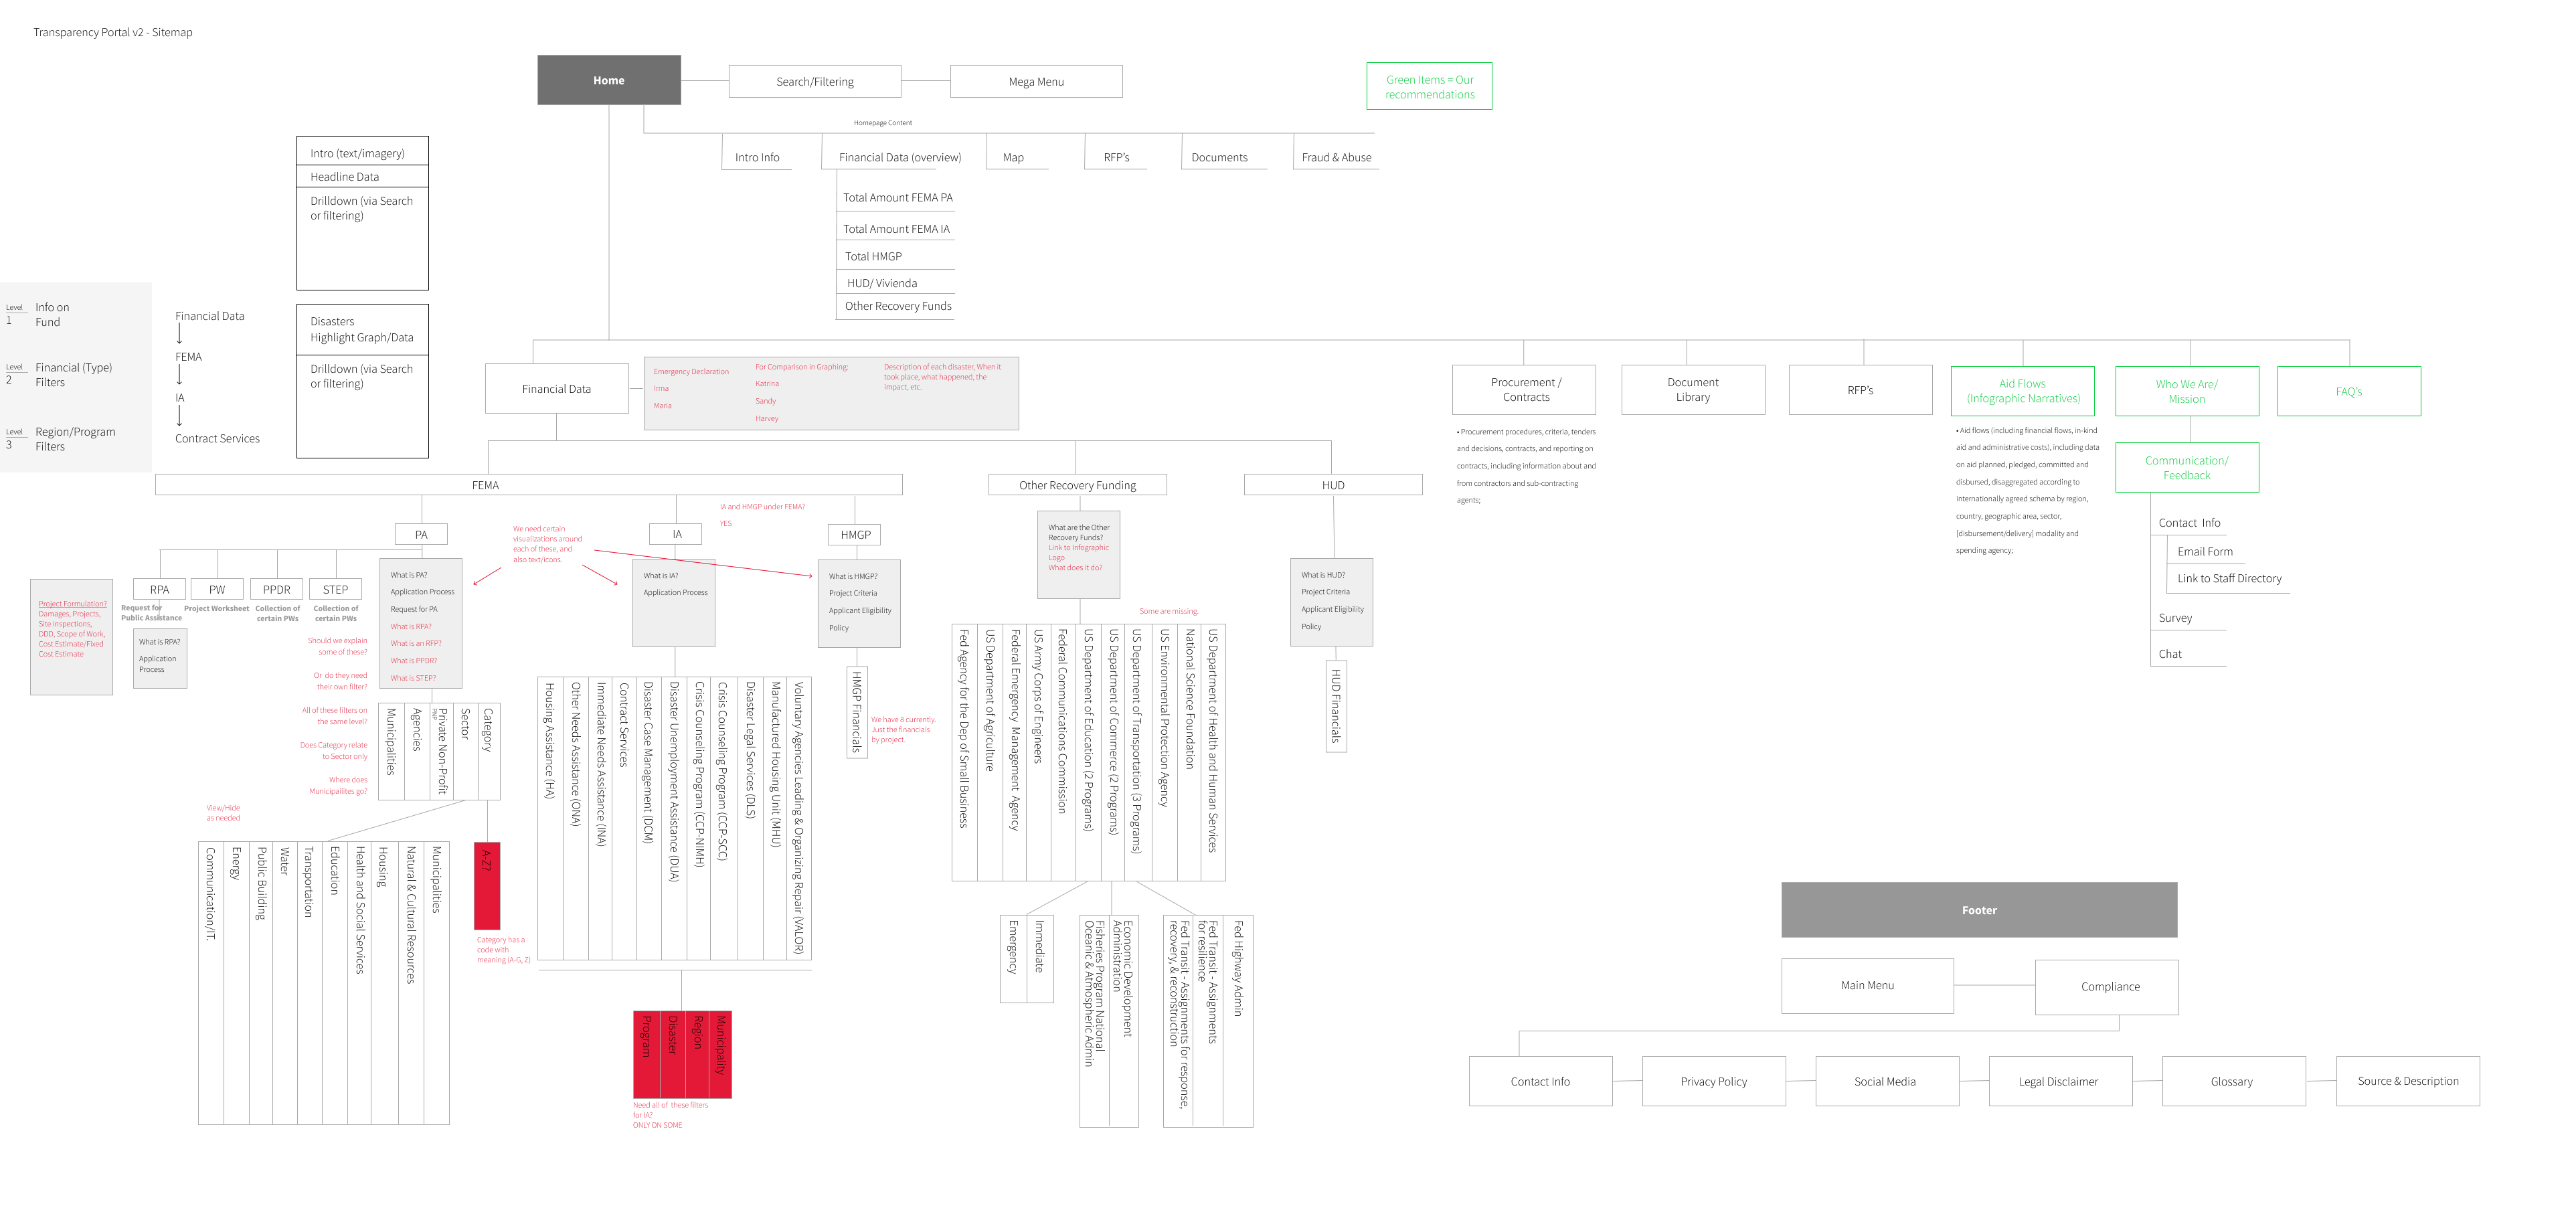 Transparency Portal v2 - Sitemap
Home
Search/Filtering
Mega Menu
Green Items = Our
recommendations
Homepage Content
Intro Info
Financial Data (overview)
Map
RFP's
Documents
Fraud & Abuse
Total Amount FEMA PA
Total Amount FEMA IA
Total HMGP
HUD/ Vivienda
Other Recovery Funds
Intro (text/imagery)
Headline Data
Drilldown (via Search
or filtering)
Disasters
Highlight Graph/Data
Drilldown (via Search
or filtering)
Level
1
Info on
Fund
Level
2
Financial (Type)
Filters
Level
3
Region/Program
Filters
Financial Data
FEMA
IA
Contract Services
Financial Data
Emergency Declaration
Irma
Maria
For Comparison in Graphing:
Katrina
Sandy
Harvey
Description of each disaster, When it
took place, what happened, the
impact, etc.
Procurement /
Contracts
• Procurement procedures, criteria, tenders
and decisions, contracts, and reporting on
contracts, including information about and
from contractors and sub-contracting
agents;
Document
Library
RFP's
Aid Flows
(Infographic Narratives)
• Aid flows (including financial flows, in-kind
aid and administrative costs), including data
on aid planned, pledged, committed and
disbursed, disaggregated according to
internationally agreed schema by region,
country, geographic area, sector,
[disbursement/delivery] modality and
spending agency;
Who We Are/
Mission
FAQ's
Communication/
Feedback
Contact  Info
Email Form
Link to Staff Directory
Survey
Chat
FEMA
Other Recovery Funding
HUD
PA
IA
HMGP
IA and HMGP under FEMA?
YES
We need certain
visualizations around
each of these, and
also text/icons.
RPA
PW
PPDR
STEP
Request for
Public Assistance
Project Worksheet
Collection of
certain PWs
Collection of
certain PWs
Project Formulation?
Damages, Projects,
Site Inspections,
DDD, Scope of Work,
Cost Estimate/Fixed
Cost Estimate
What is RPA?
Application
Process
What is PA?
Application Process
Request for PA
What is RPA?
What is an RFP?
What is PPDR?
What is STEP?
Should we explain
some of these?
Or  do they need
their own filter?
All of these filters on
the same level?
Does Category relate
to Sector only
Where does
Municipailites go?
View/Hide
as needed
Municipalities
Agencies
Private Non-Profit
PNP
Sector
Category
Communication/IT.
Energy
Public Building
Water
Transportation
Education
Health and Social Services
Housing
Natural & Cultural Resources
Municipalities
A-Z?
Category has a
code with
meaning (A-G, Z)
What is IA?
Application Process
Housing Assistance (HA)
Other Needs Assistance (ONA)
Immediate Needs Assistance (INA)
Contract Services
Disaster Case Management (DCM)
Disaster Unemployment Assistance (DUA)
Crisis Counseling Program (CCP-NIMH)
Crisis Counseling Program (CCP-SCC)
Disaster Legal Services (DLS)
Manufactured Housing Unit (MHU)
Voluntary Agencies Leading & Organizing Repair (VALOR)
Program
Disaster
Region
Municipality
Need all of  these filters
for IA?
ONLY ON SOME
What is HMGP?
Project Criteria
Applicant Eligibility
Policy
HMGP Financials
We have 8 currently.
Just the financials
by project.
What are the Other
Recovery Funds?
Link to Infographic
Logo
What does it do?
Some are missing.
Fed Agency for the Dep of Small Business
US Department of Agriculture
Federal Emergency Management  Agency
US Army Corps of Engineers
Federal Communications Commission
US Department of Education (2 Programs)
US Department of Commerce (2 Programs)
US Department of Transportation (3 Programs)
US Environmental Protection Agency
National Science Foundation
US Department of Health and Human Services
Emergency
Immediate
Fisheries Program National
Oceanic & Atmospheric Admin
Economic Development
Administration
Fed Transit - Assignments for response,
recovery, & reconstruction
Fed Transit - Assignments
for resilience
Fed Highway Admin
What is HUD?
Project Criteria
Applicant Eligibility
Policy
HUD Financials
Footer
Main Menu
Compliance
Contact Info
Privacy Policy
Social Media
Legal Disclaimer
Glossary
Source & Description